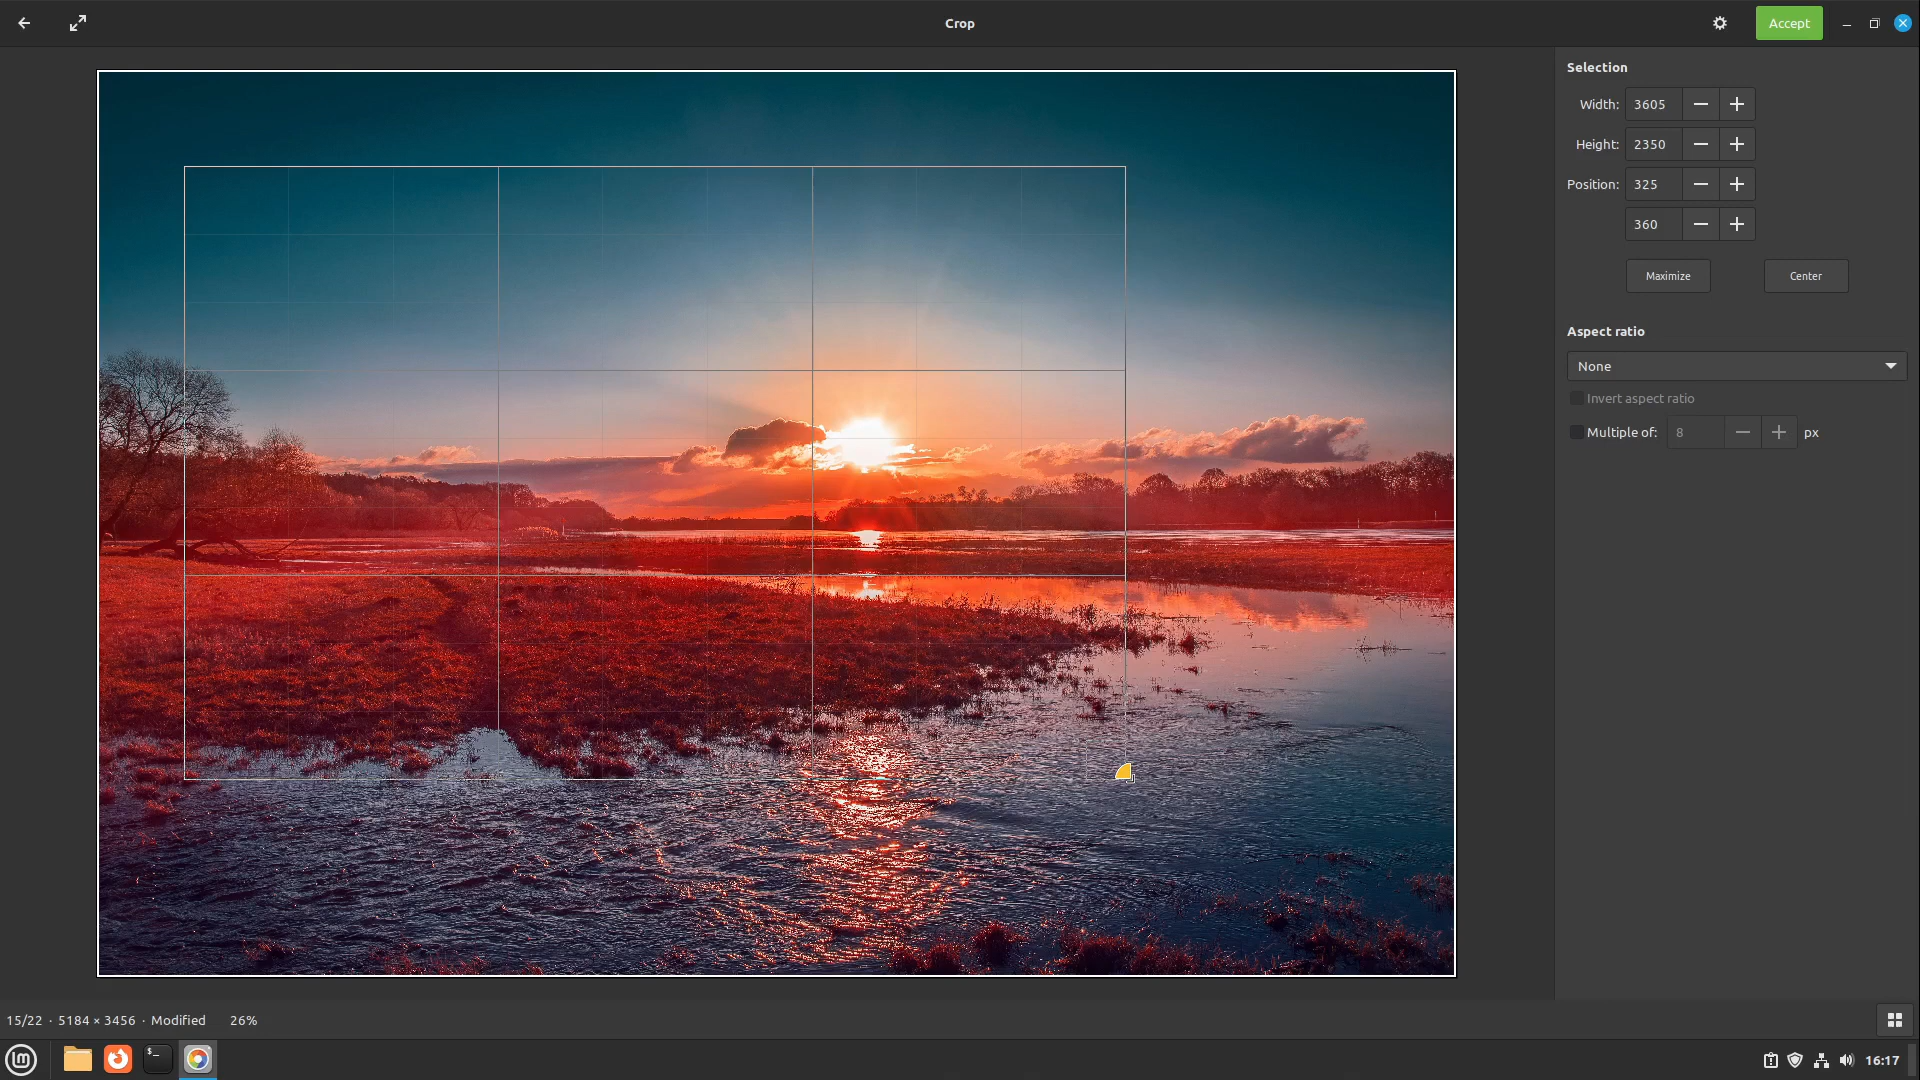 Crop
Accept
Selection
Width: 3605
Height: 2350
Position: 325
360
Maximize
Center
Aspect ratio
None
Invert aspect ratio
Multiple of: 8 px
15/22 · 5184 × 3456 · Modified 26%
$_
16:17